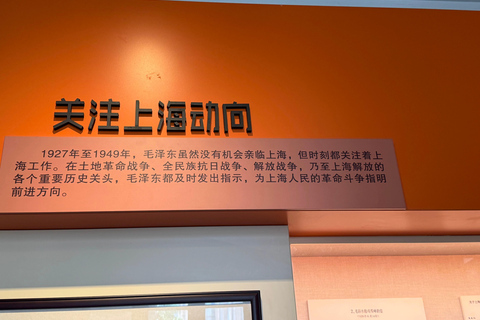 关注上海动向
1927年至1949年，毛泽东虽然没有机会亲临上海，但时刻都关注着上
海工作。在土地革命战争、全民族抗日战争、解放战争，乃至上海解放的
各个重要历史关头，毛泽东都及时发出指示，为上海人民的革命斗争指明
前进方向。